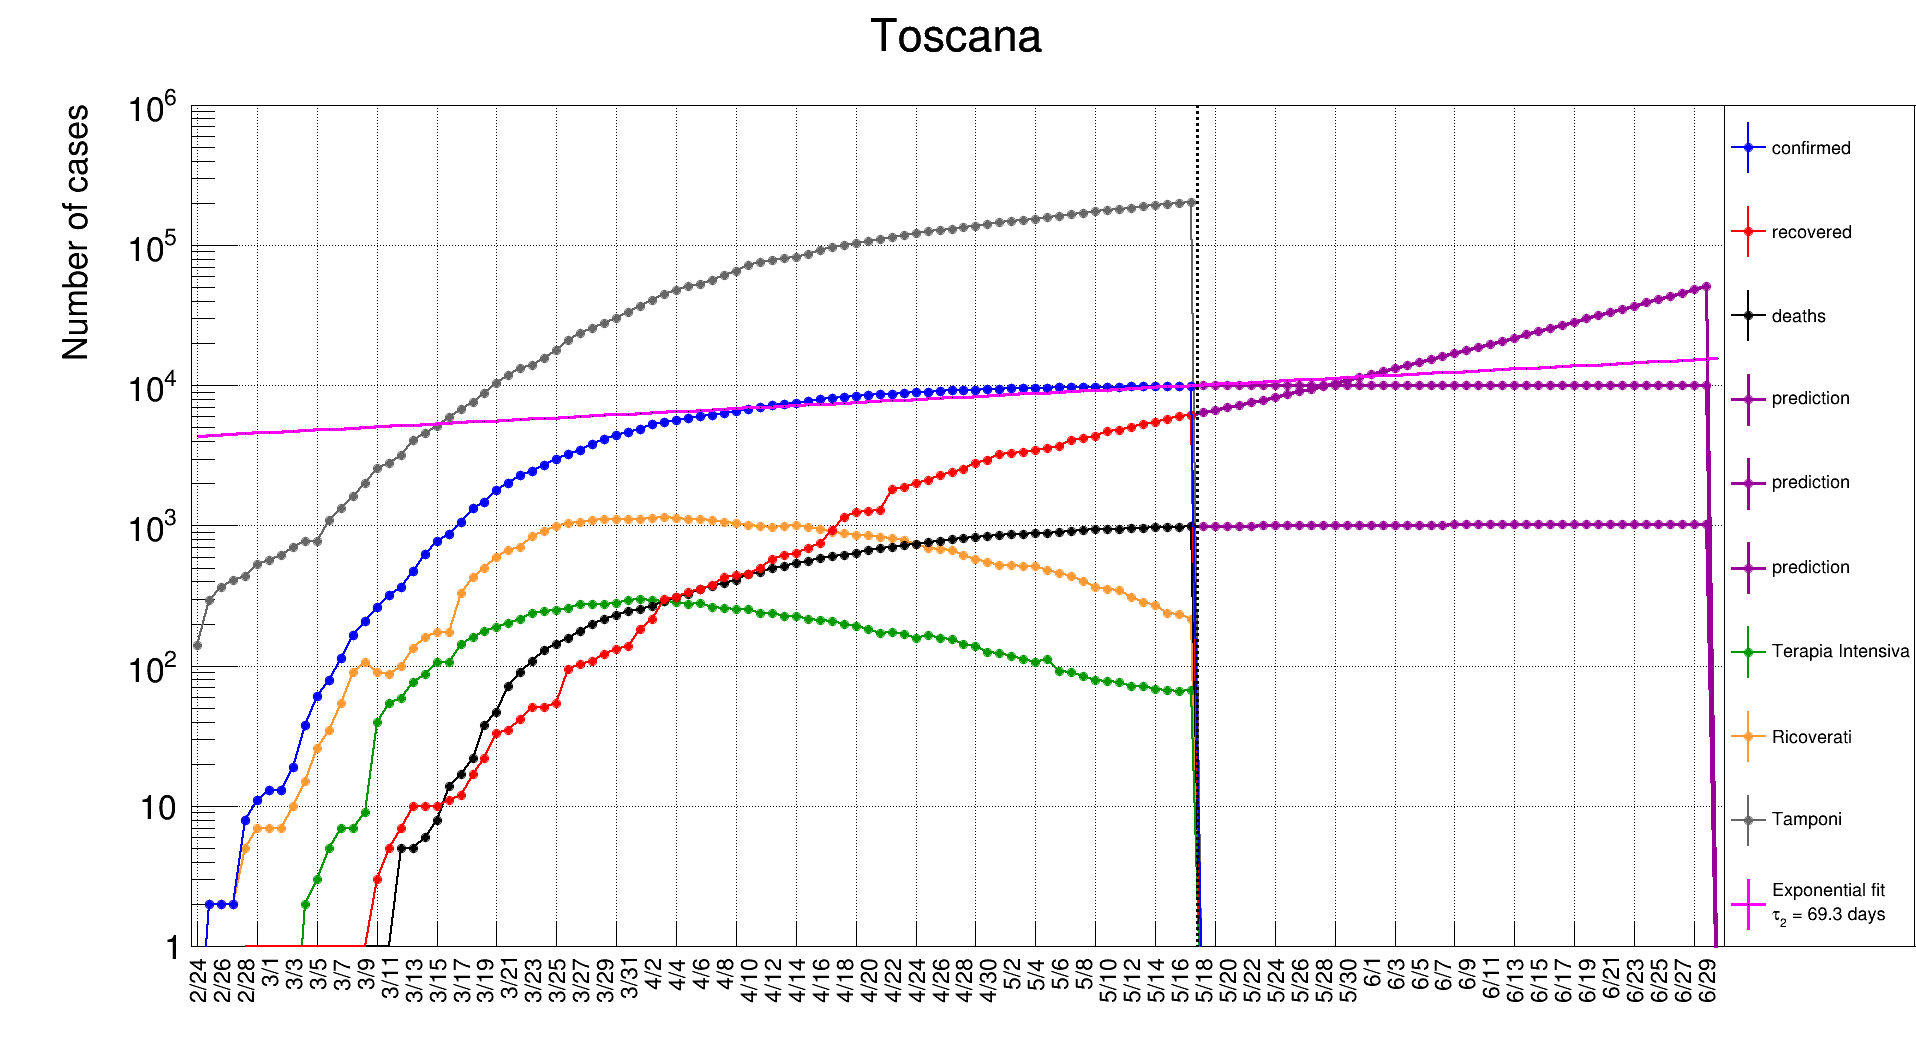 Toscana
Number of cases
10^6
10^5
10^4
10^3
10^2
10
1
2/24 2/26 2/28 3/1 3/3 3/5 3/7 3/9 3/11 3/13 3/15 3/17 3/19 3/21 3/23 3/25 3/27 3/29 3/31 4/2 4/4 4/6 4/8 4/10 4/12 4/14 4/16 4/18 4/20 4/22 4/24 4/26 4/28 4/30 5/2 5/4 5/6 5/8 5/10 5/12 5/14 5/16 5/18 5/20 5/22 5/24 5/26 5/28 5/30 6/1 6/3 6/5 6/7 6/9 6/11 6/13 6/15 6/17 6/19 6/21 6/23 6/25 6/27 6/29
confirmed
recovered
deaths
prediction
prediction
prediction
Terapia Intensiva
Ricoverati
Tamponi
Exponential fit
τ₂ = 69.3 days